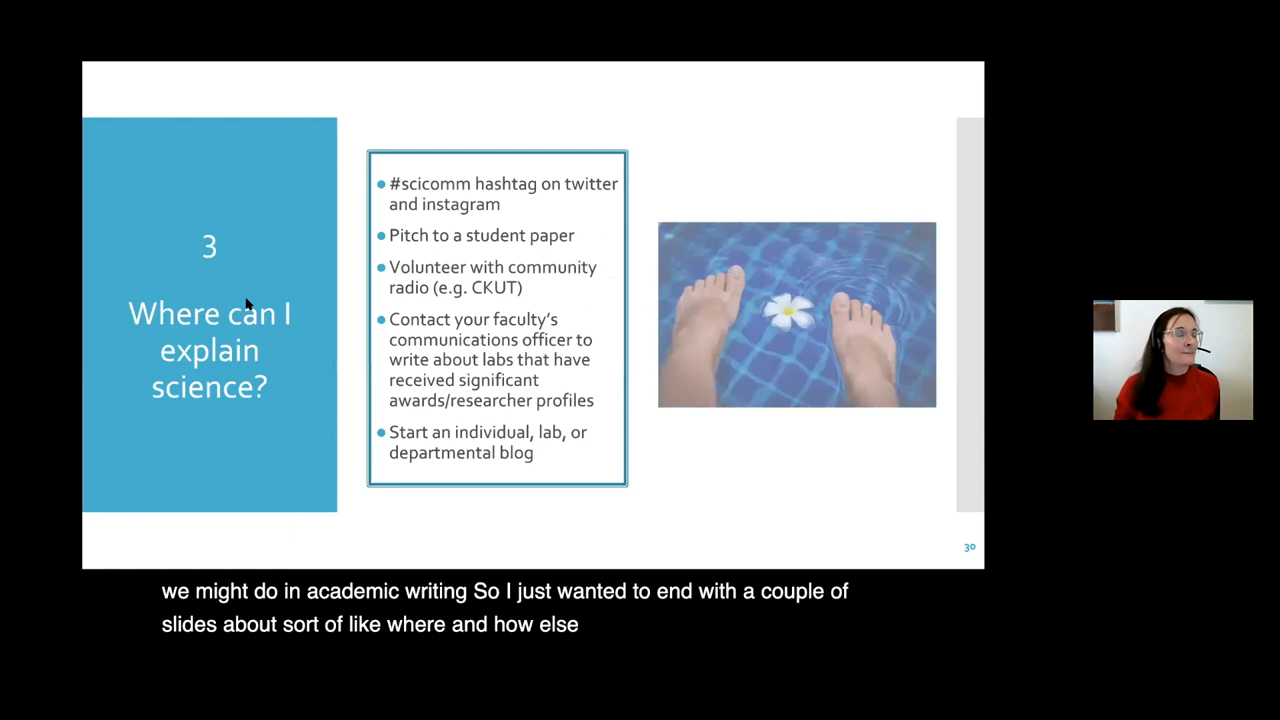 3
Where can I
explain
science?
#scicomm hashtag on twitter
and instagram
Pitch to a student paper
Volunteer with community
radio (e.g. CKUT)
Contact your faculty's
communications officer to
write about labs that have
received significant
awards/researcher profiles
Start an individual, lab, or
departmental blog
30
we might do in academic writing So I just wanted to end with a couple of
slides about sort of like where and how else